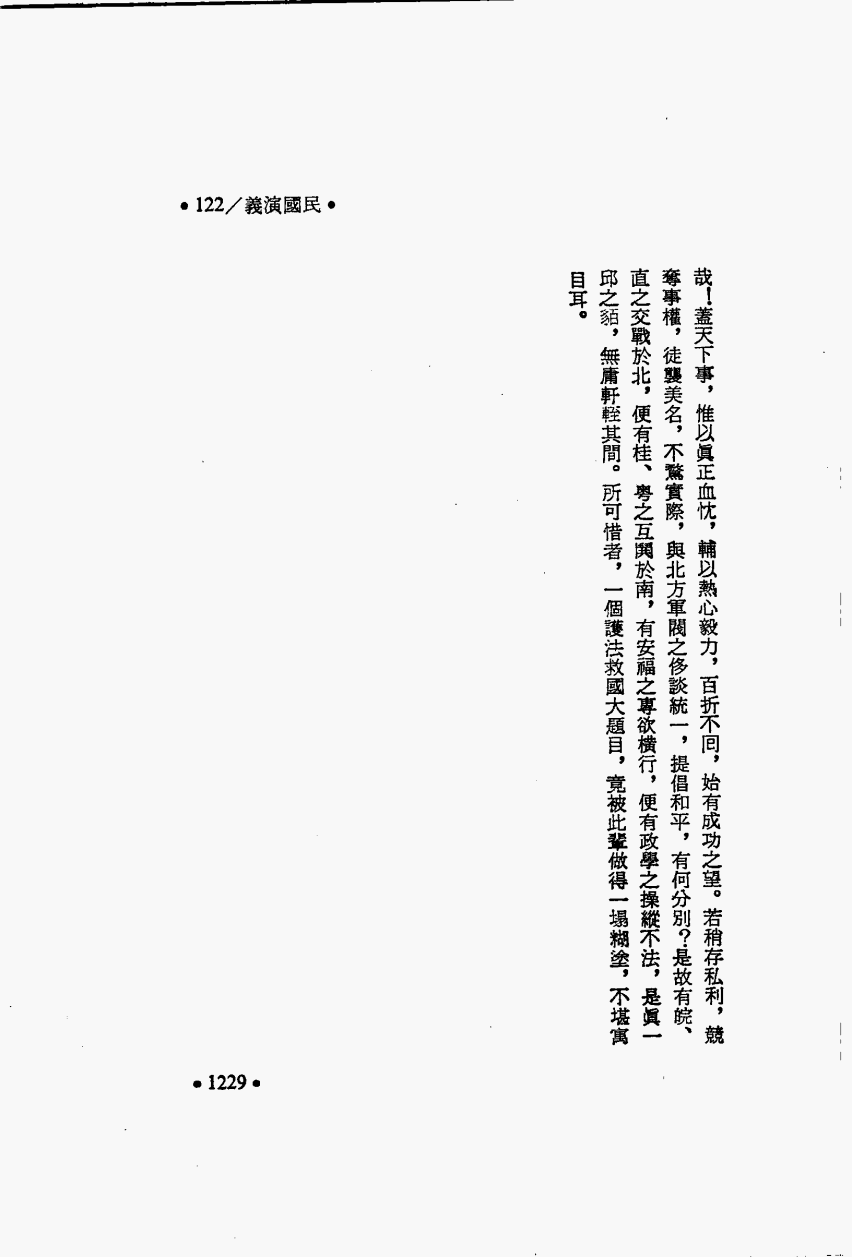 •122／義演國民•
哉！蓋天下事，惟以眞正血忱，輔以熱心毅力，百折不回，始有成功之望。若稍存私利，競
奪事權，徒襲美名，不騖實際，與北方軍閥之侈談統一，提倡和平，有何分別？是故有皖、
直之交戰於北，便有桂、粤之互鬨於南，有安福之專欲橫行，便有政學之操縱不法，是眞一
邱之貊，無庸軒輊其間。所可惜者，一個護法救國大題目，竟被此輩做得一塌糊塗，不堪寓
目耳。
•1229•